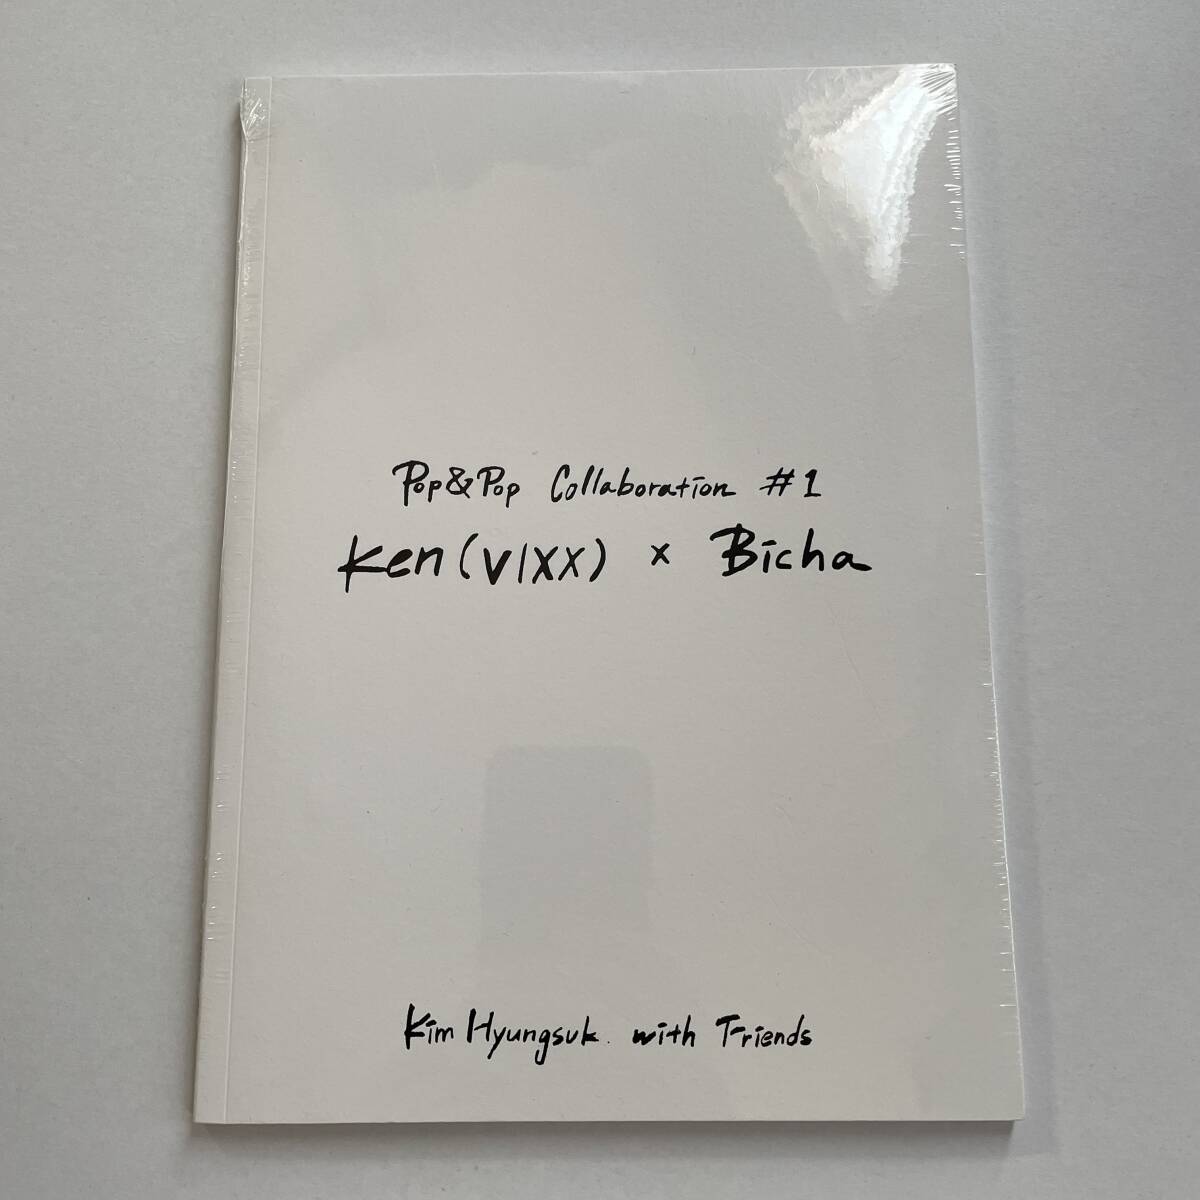 Pop&Pop Collaboration #1
Ken(VIXX) x Bicha
Kim Hyungsuk. with Friends